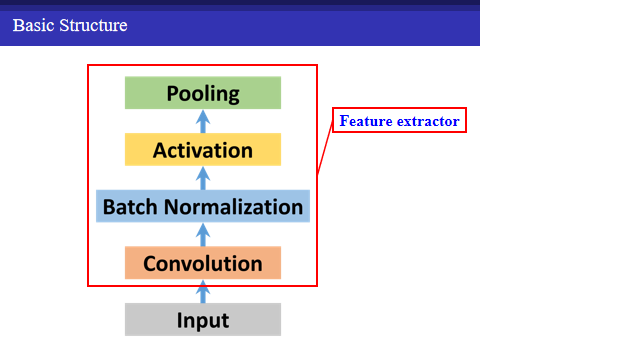 Basic Structure
Pooling
Feature extractor
Activation
Batch Normalization
Convolution
Input